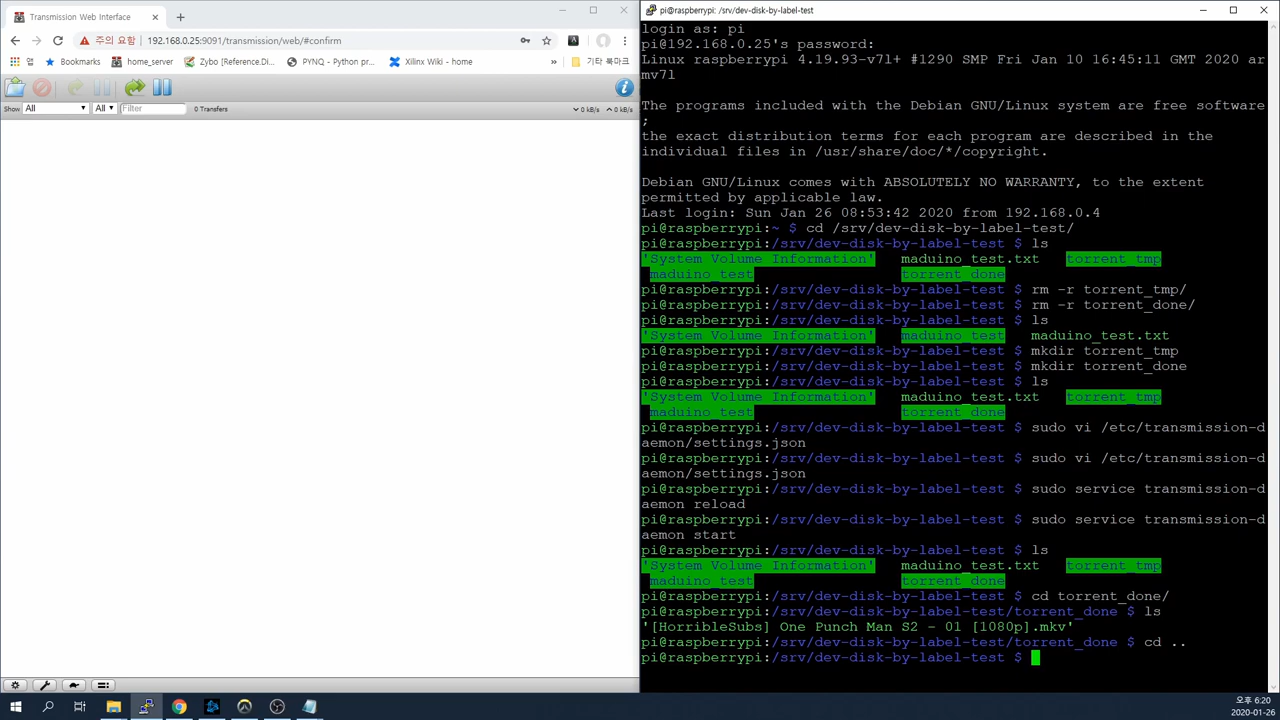 Transmission Web Interface
주의 요함
192.168.0.25:9091/transmission/web/#confirm
앱
Bookmarks
home_server
Zybo [Reference.Di...
PYNQ - Python pr...
Xilinx Wiki - home
»
기타 북마크
Show
All
All
Filter
0 Transfers
0 kB/s
0 kB/s
pi@raspberrypi: /srv/dev-disk-by-label-test
login as: pi
pi@192.168.0.25's password:
Linux raspberrypi 4.19.93-v7l+ #1290 SMP Fri Jan 10 16:45:11 GMT 2020 ar
mv7l
The programs included with the Debian GNU/Linux system are free software
;
the exact distribution terms for each program are described in the
individual files in /usr/share/doc/*/copyright.
Debian GNU/Linux comes with ABSOLUTELY NO WARRANTY, to the extent
permitted by applicable law.
Last login: Sun Jan 26 08:53:42 2020 from 192.168.0.4
pi@raspberrypi:~ $ cd /srv/dev-disk-by-label-test/
pi@raspberrypi:/srv/dev-disk-by-label-test $ ls
'System Volume Information' maduino_test.txt torrent_tmp
maduino_test torrent_done
pi@raspberrypi:/srv/dev-disk-by-label-test $ rm -r torrent_tmp/
pi@raspberrypi:/srv/dev-disk-by-label-test $ rm -r torrent_done/
pi@raspberrypi:/srv/dev-disk-by-label-test $ ls
'System Volume Information' maduino_test maduino_test.txt
pi@raspberrypi:/srv/dev-disk-by-label-test $ mkdir torrent_tmp
pi@raspberrypi:/srv/dev-disk-by-label-test $ mkdir torrent_done
pi@raspberrypi:/srv/dev-disk-by-label-test $ ls
'System Volume Information' maduino_test.txt torrent_tmp
maduino_test torrent_done
pi@raspberrypi:/srv/dev-disk-by-label-test $ sudo vi /etc/transmission-d
aemon/settings.json
pi@raspberrypi:/srv/dev-disk-by-label-test $ sudo vi /etc/transmission-d
aemon/settings.json
pi@raspberrypi:/srv/dev-disk-by-label-test $ sudo service transmission-d
aemon reload
pi@raspberrypi:/srv/dev-disk-by-label-test $ sudo service transmission-d
aemon start
pi@raspberrypi:/srv/dev-disk-by-label-test $ ls
'System Volume Information' maduino_test.txt torrent_tmp
maduino_test torrent_done
pi@raspberrypi:/srv/dev-disk-by-label-test $ cd torrent_done/
pi@raspberrypi:/srv/dev-disk-by-label-test/torrent_done $ ls
'[HorribleSubs] One Punch Man S2 - 01 [1080p].mkv'
pi@raspberrypi:/srv/dev-disk-by-label-test/torrent_done $ cd ..
pi@raspberrypi:/srv/dev-disk-by-label-test $
오후 6:20
2020-01-26